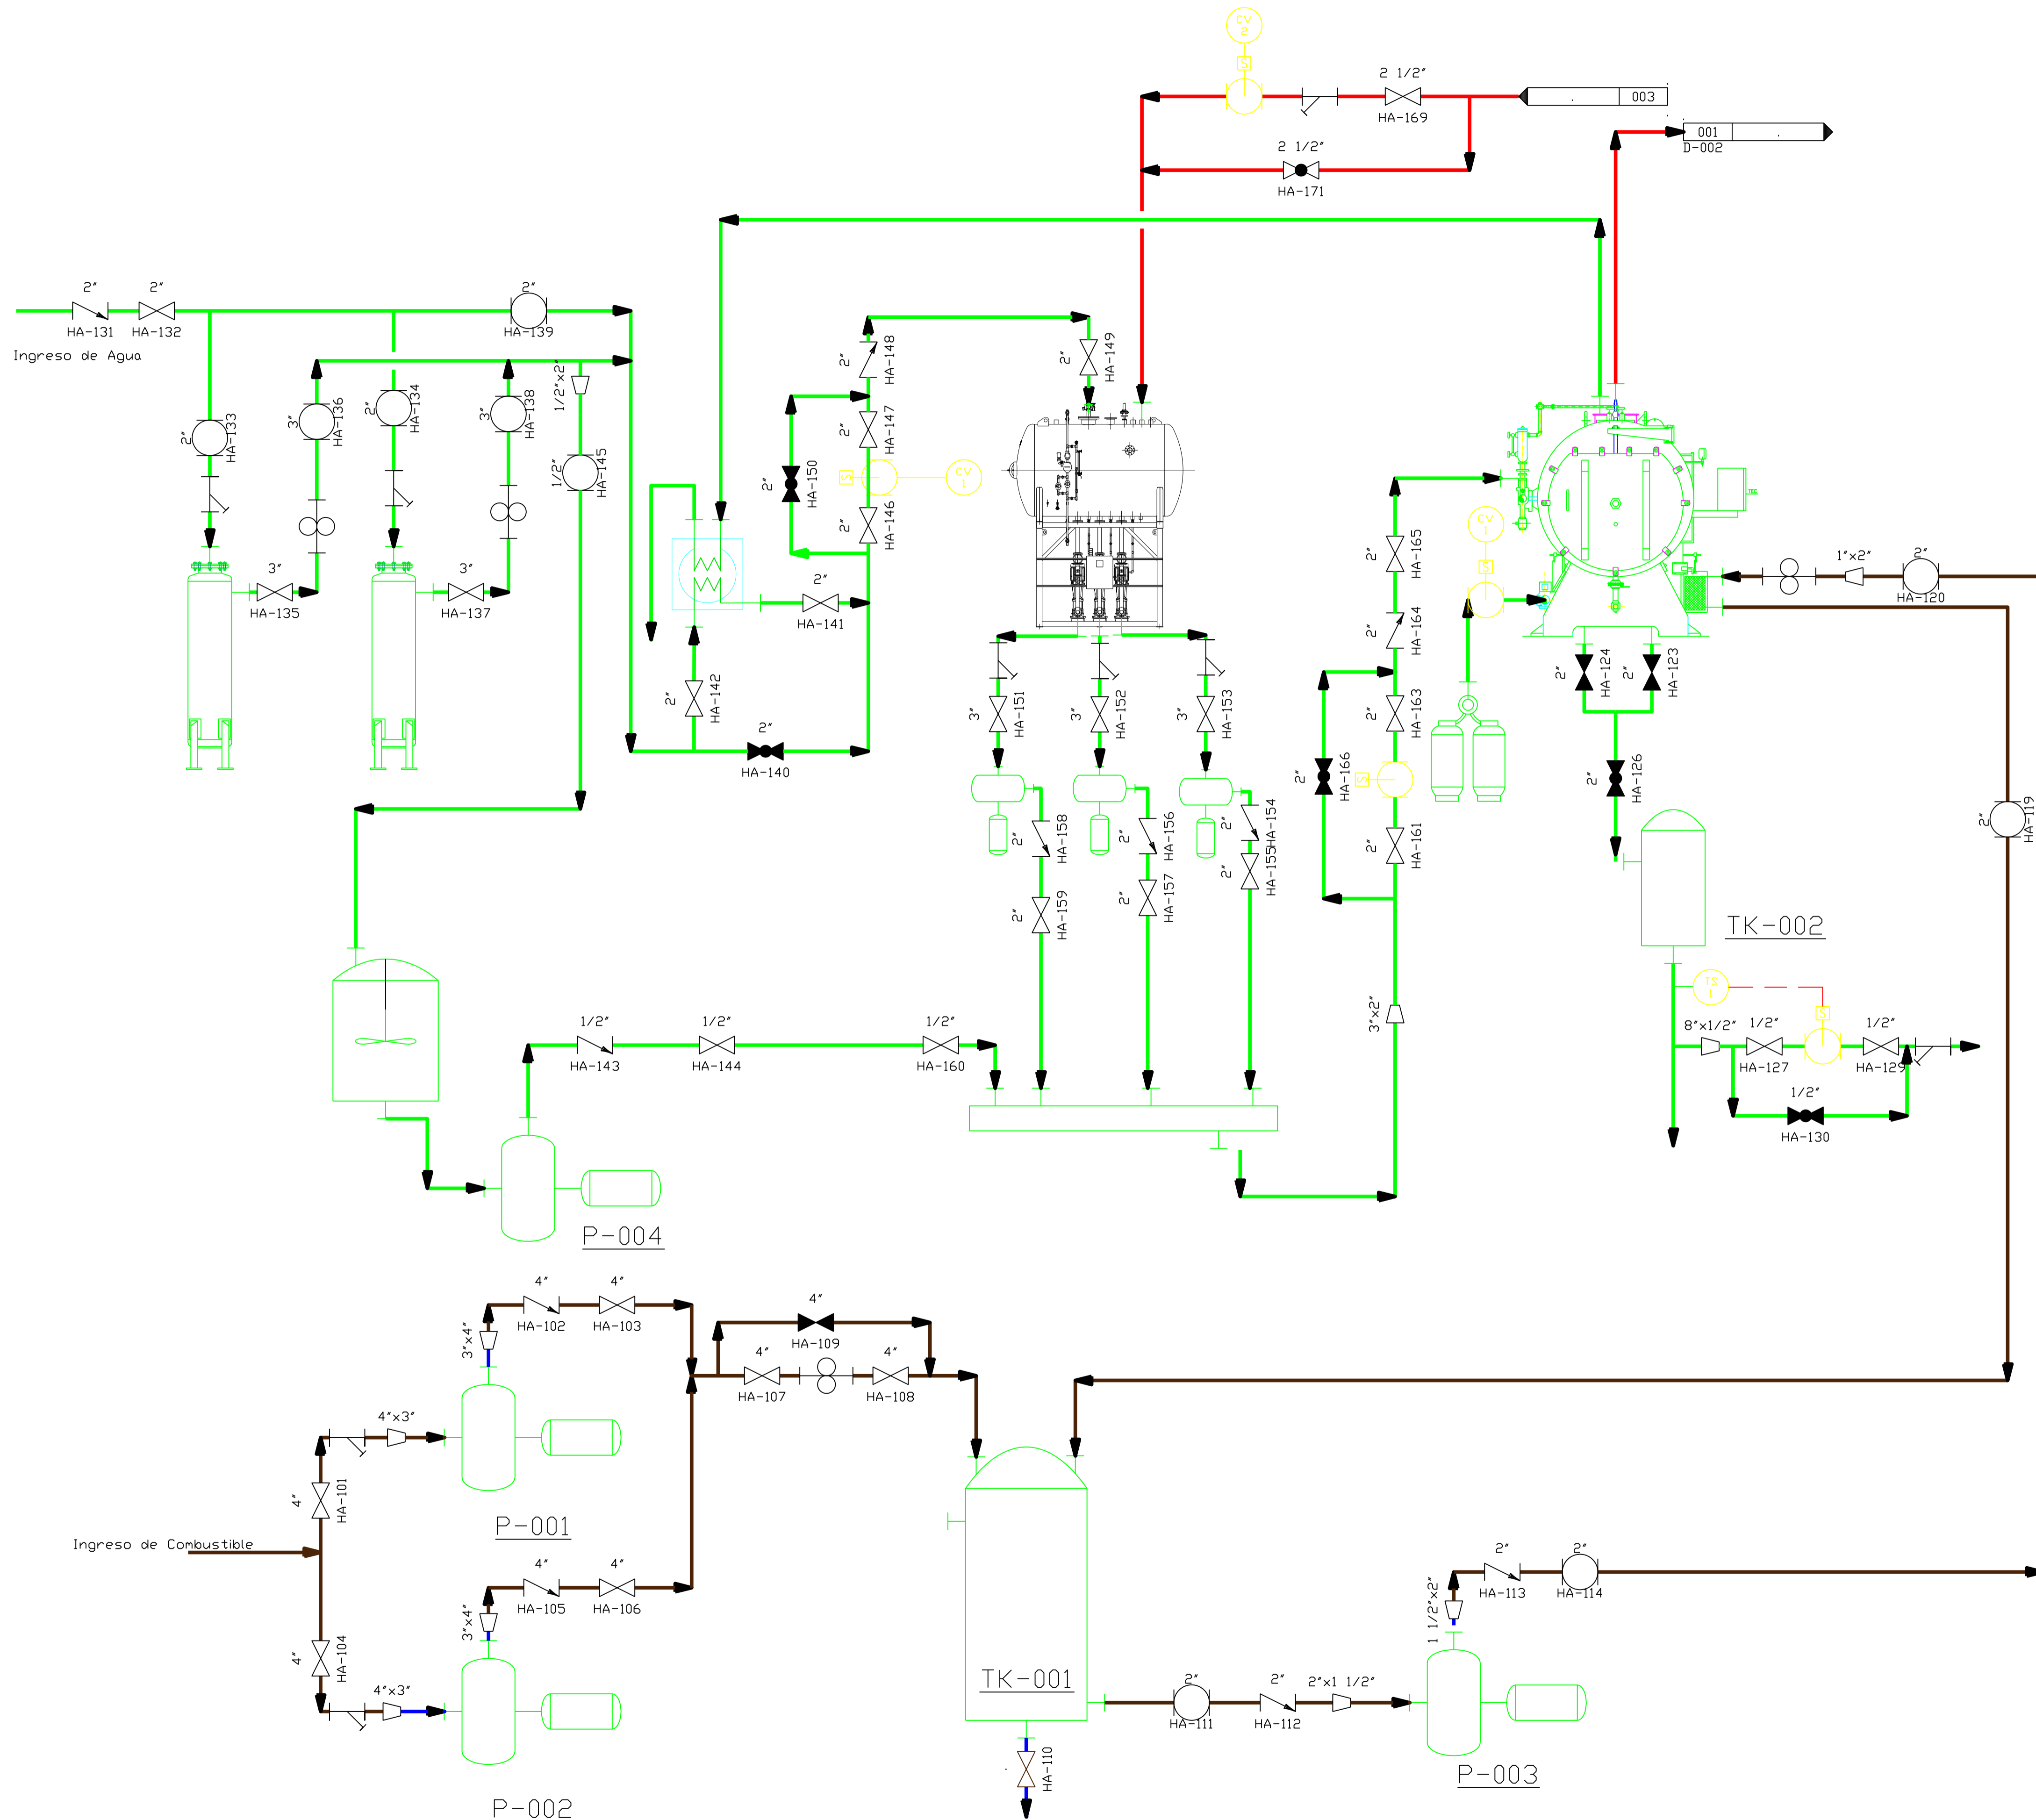 CV
2
S
2 1/2"
HA-169
003
001
D-002
2 1/2"
HA-171
2"
HA-131
2"
HA-132
2"
HA-139
Ingreso de Agua
2"
HA-133
3"
HA-136
2"
HA-134
3"
HA-138
1/2"x2"
1/2"
HA-145
3"
HA-135
3"
HA-137
2"
HA-148
2"
HA-147
2"
HA-150
S
CV
1
2"
HA-146
2"
HA-149
2"
HA-141
2"
HA-142
2"
HA-140
3"
HA-151
3"
HA-152
3"
HA-153
2"
HA-158
2"
HA-156
2"
HA-154
2"
HA-155
2"
HA-157
2"
HA-159
2"
HA-165
2"
HA-164
2"
HA-163
2"
HA-166
S
2"
HA-161
3"x2"
CV
1
S
2"
HA-124
2"
HA-123
2"
HA-126
1"x2"
2"
HA-120
2"
HA-119
TK-002
TS
1
S
8"x1/2"
1/2"
HA-127
1/2"
HA-129
1/2"
HA-130
1/2"
HA-143
1/2"
HA-144
1/2"
HA-160
P-004
4"
HA-102
4"
HA-103
3"x4"
4"
HA-109
4"
HA-107
4"
HA-108
4"x3"
4"
HA-101
P-001
Ingreso de Combustible
4"
HA-105
4"
HA-106
3"x4"
4"
HA-104
4"x3"
P-002
TK-001
HA-110
2"
HA-111
2"
HA-112
2"x1 1/2"
1 1/2"x2"
2"
HA-113
2"
HA-114
P-003